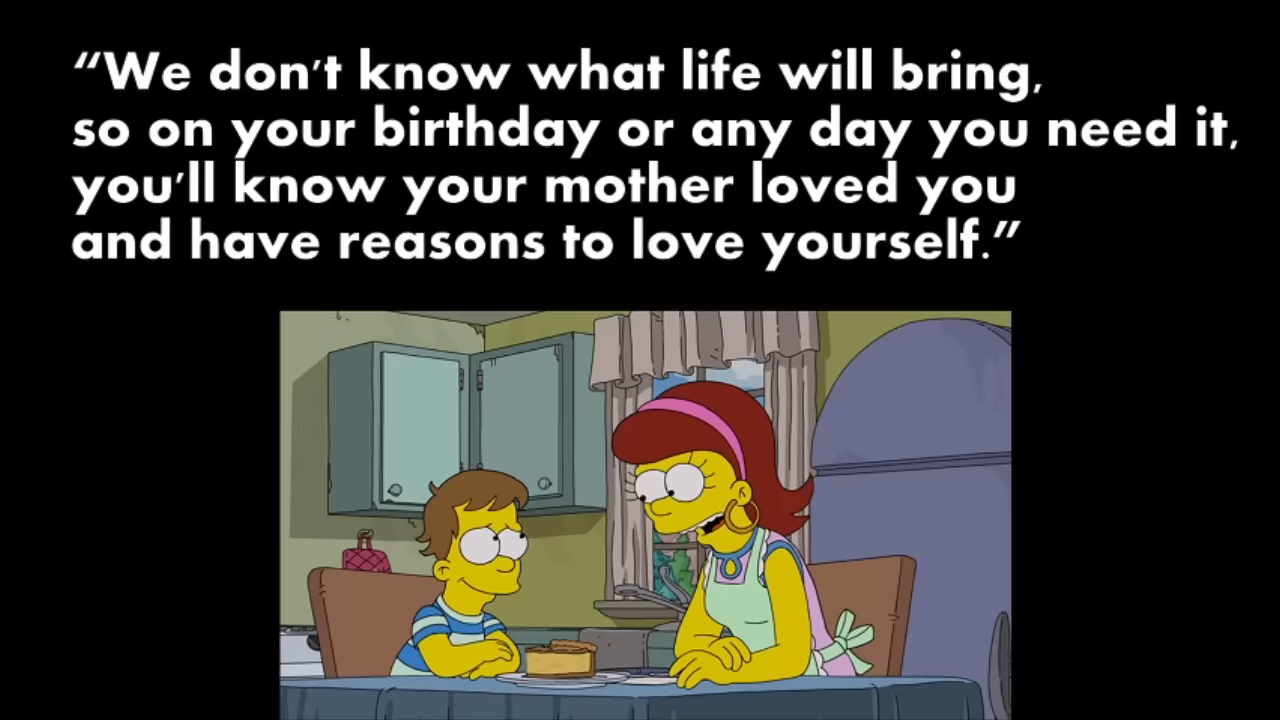 “We don't know what life will bring,
so on your birthday or any day you need it,
you'll know your mother loved you
and have reasons to love yourself.”